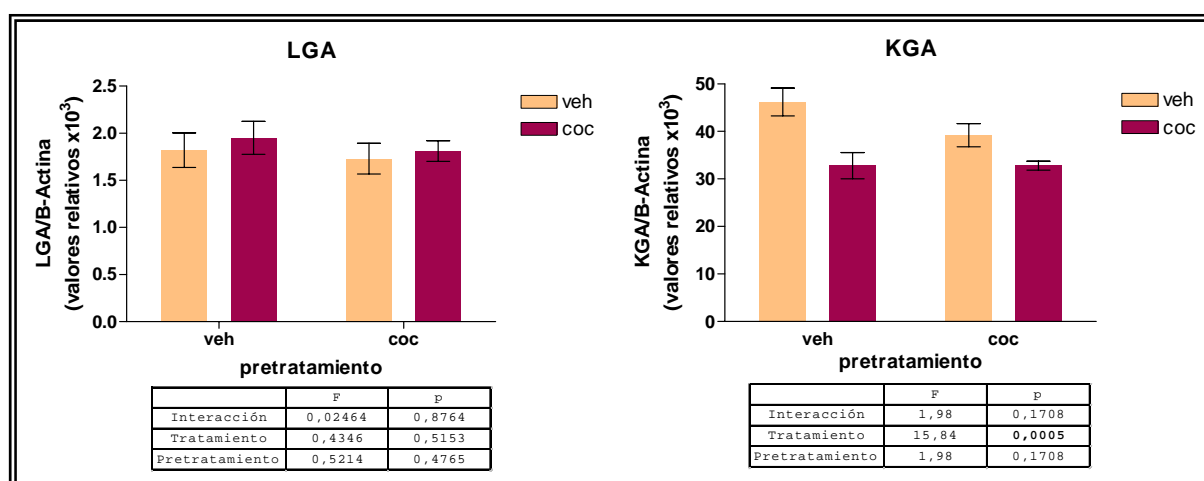 LGA
LGA/B-Actina
(valores relativos x10³)
2.5
2.0
1.5
1.0
0.5
0.0
veh
coc
veh coc
pretratamiento
F p
Interacción 0,02464 0,8764
Tratamiento 0,4346 0,5153
Pretratamiento 0,5214 0,4765
KGA
KGA/B-Actina
(valores relativos x10³)
50
40
30
20
10
0
veh
coc
veh coc
pretratamiento
F p
Interacción 1,98 0,1708
Tratamiento 15,84 0,0005
Pretratamiento 1,98 0,1708